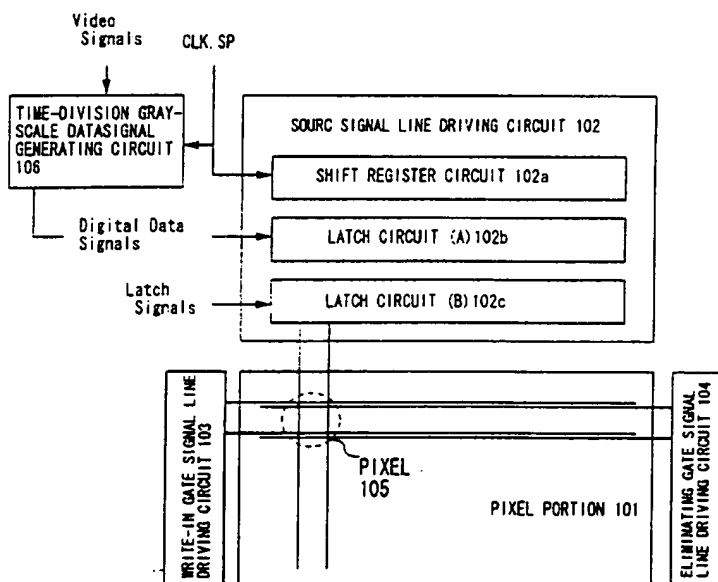 Video
Signals
CLK.SP
TIME-DIVISION GRAY-
SCALE DATASIGNAL
GENERATING CIRCUIT
106
SOURC SIGNAL LINE DRIVING CIRCUIT 102
SHIFT REGISTER CIRCUIT 102a
Digital Data
Signals
LATCH CIRCUIT (A)102b
Latch
Signals
LATCH CIRCUIT (B)102c
WRITE-IN GATE SIGNAL LINE
DRIVING CIRCUIT 103
PIXEL
105
PIXEL PORTION 101
ELIMINATING GATE SIGNAL
LINE DRIVING CIRCUIT 104